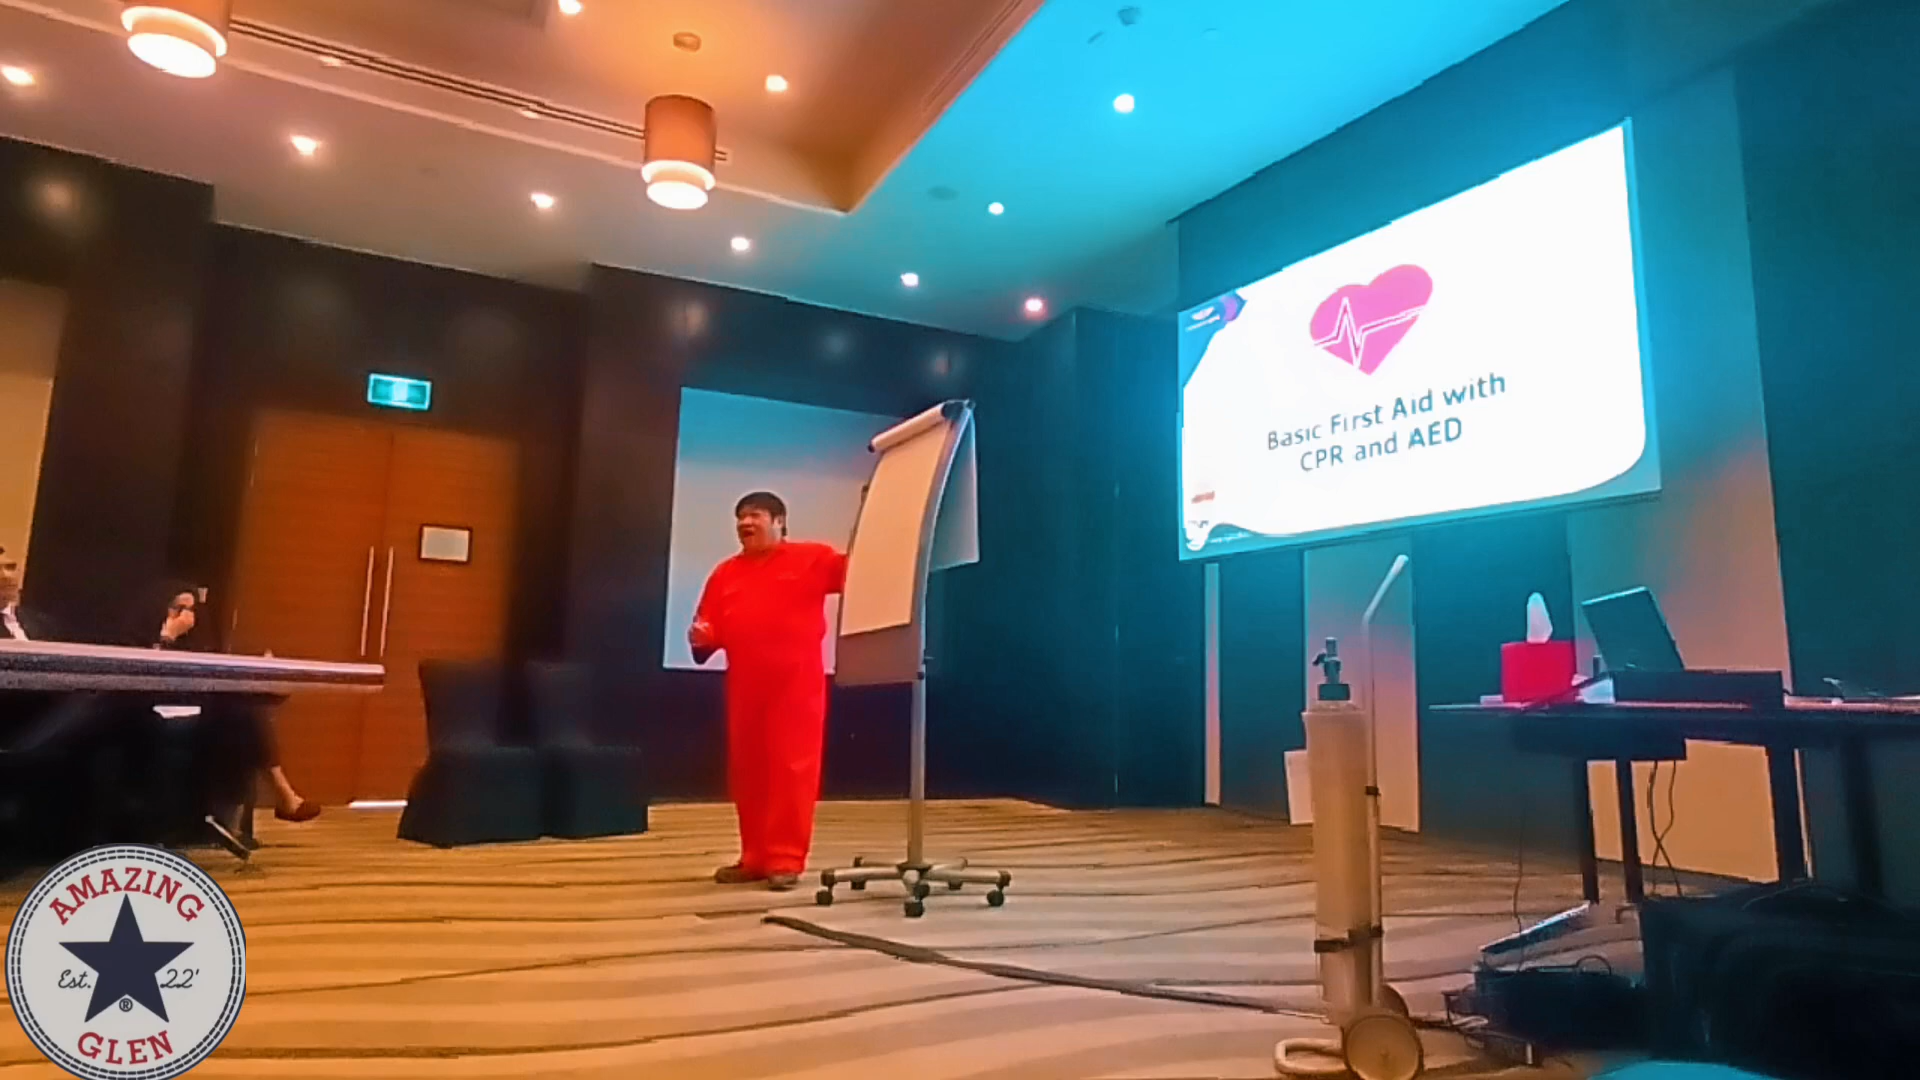 Basic First Aid with
CPR and AED
AMAZING
Est. 22'
®
GLEN